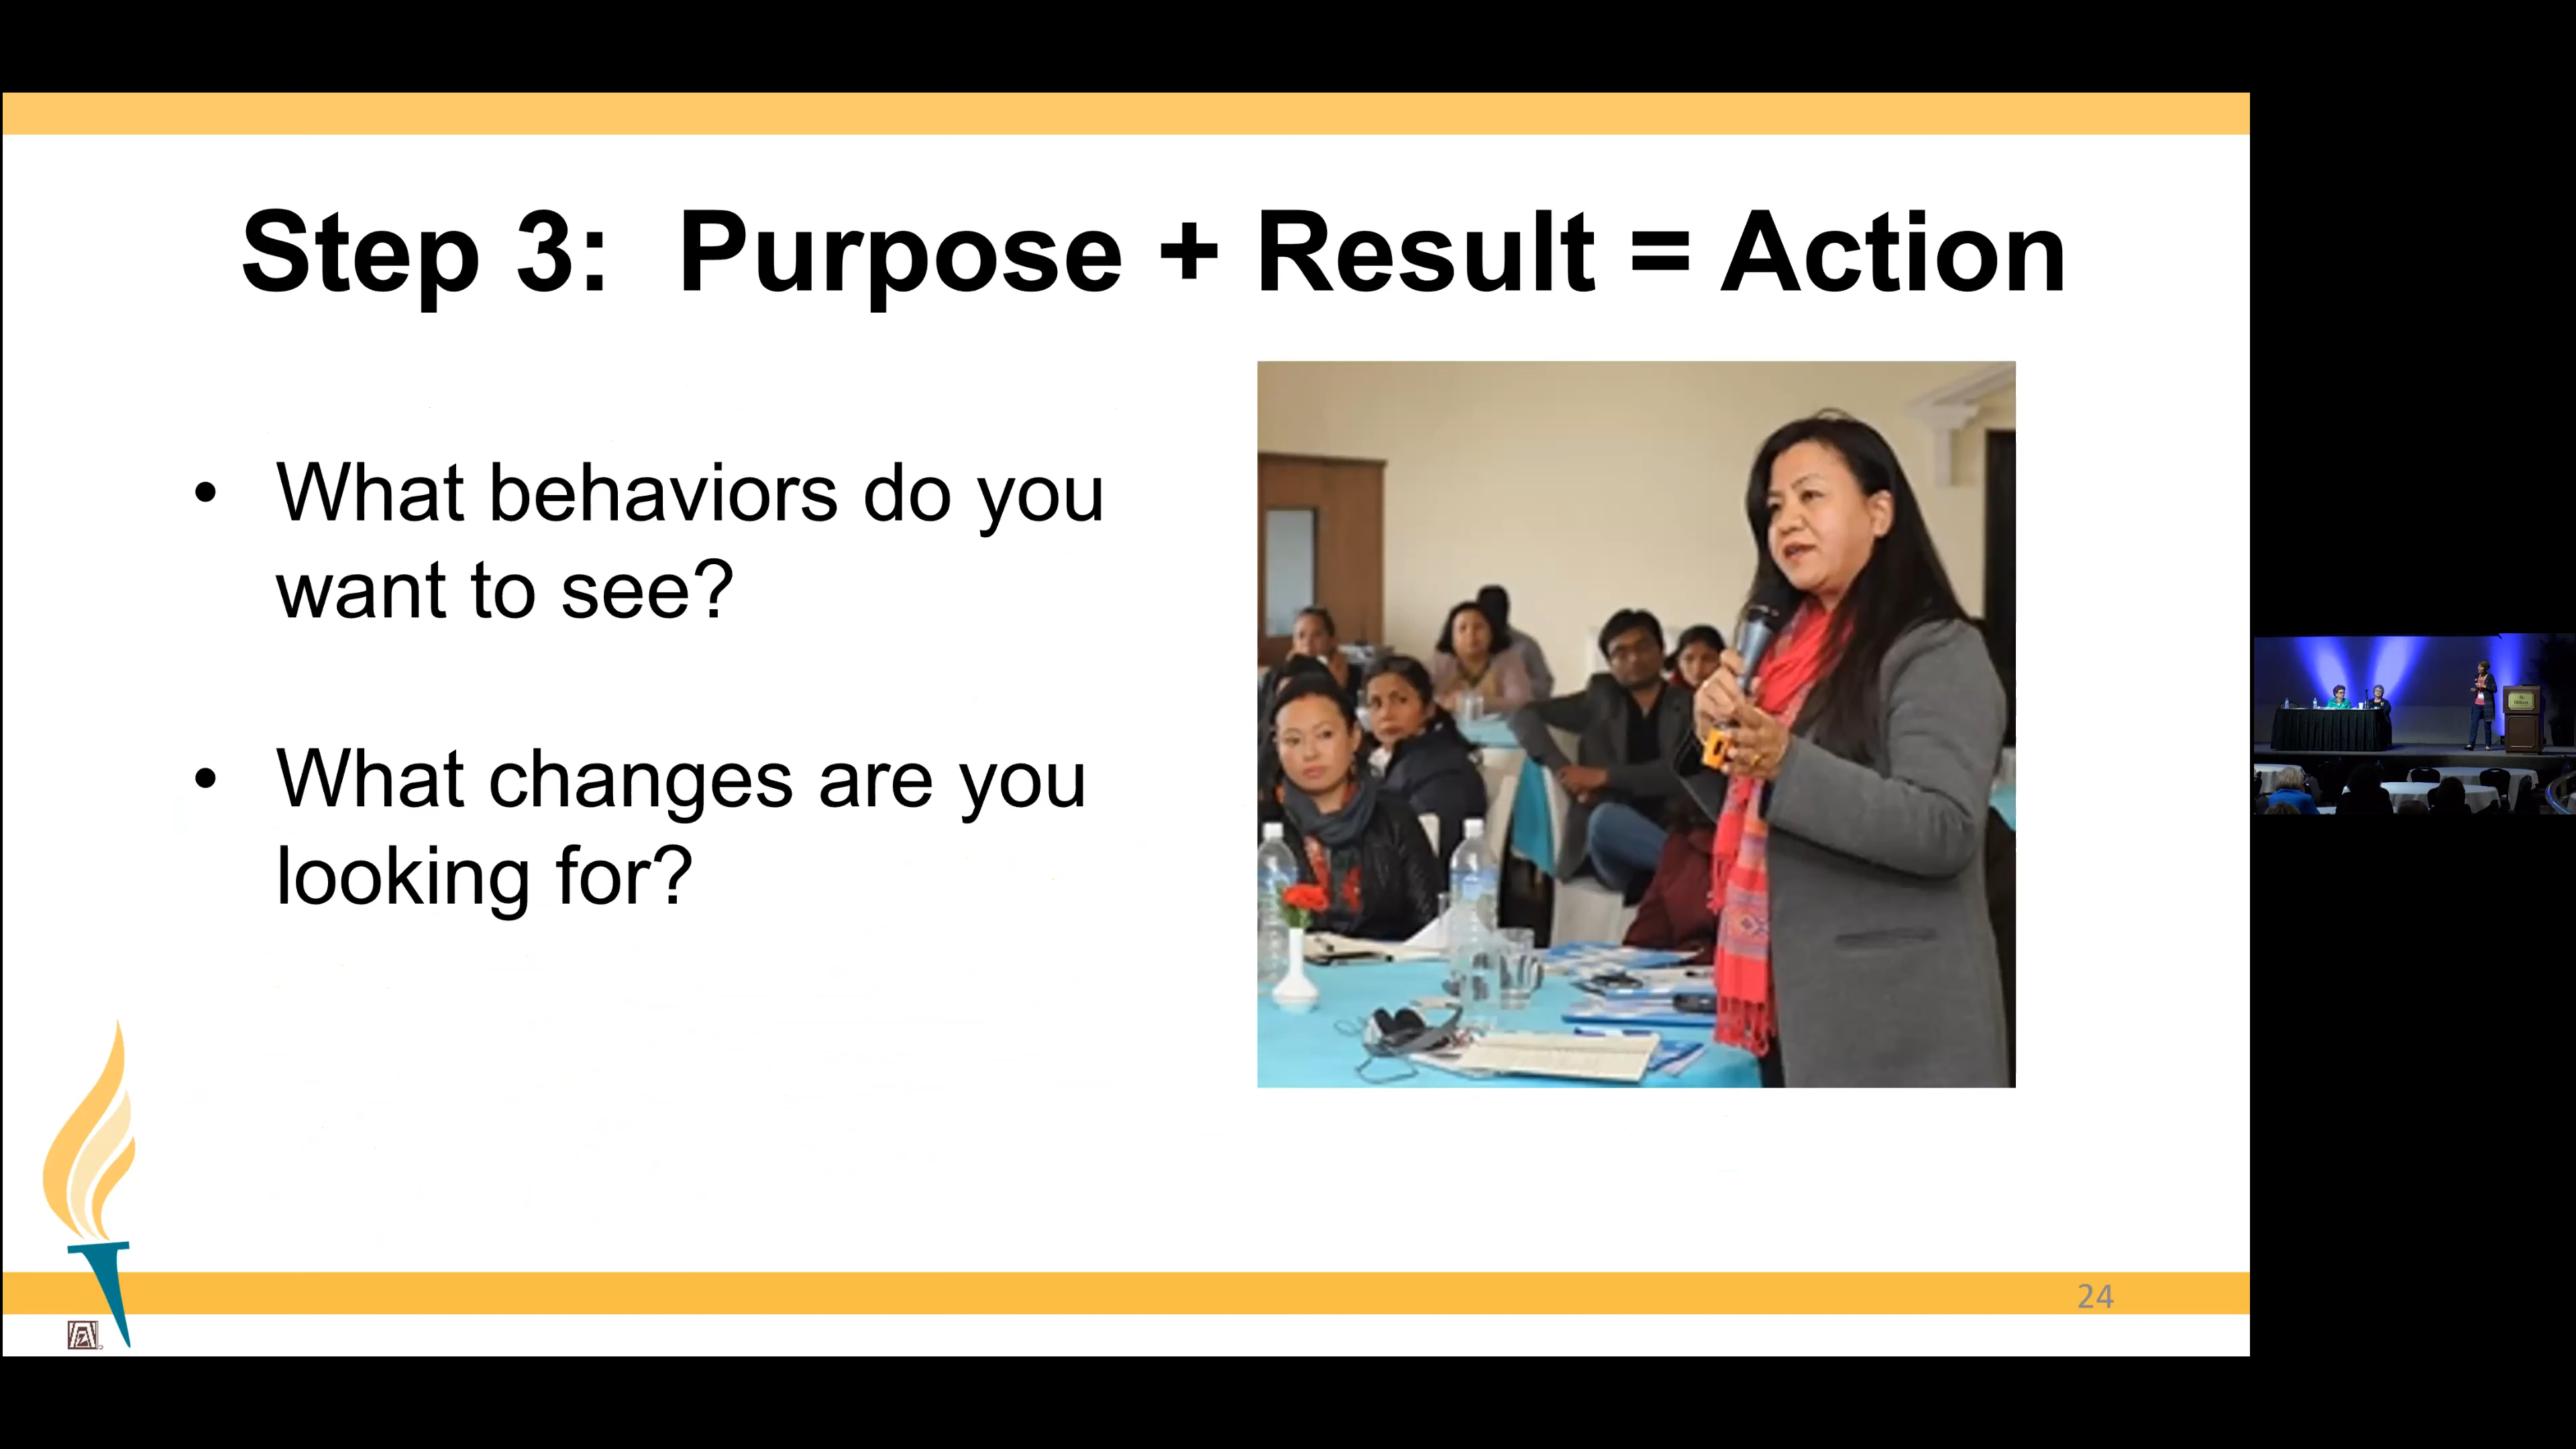 Step 3:  Purpose + Result = Action
• What behaviors do you
want to see?
• What changes are you
looking for?
24